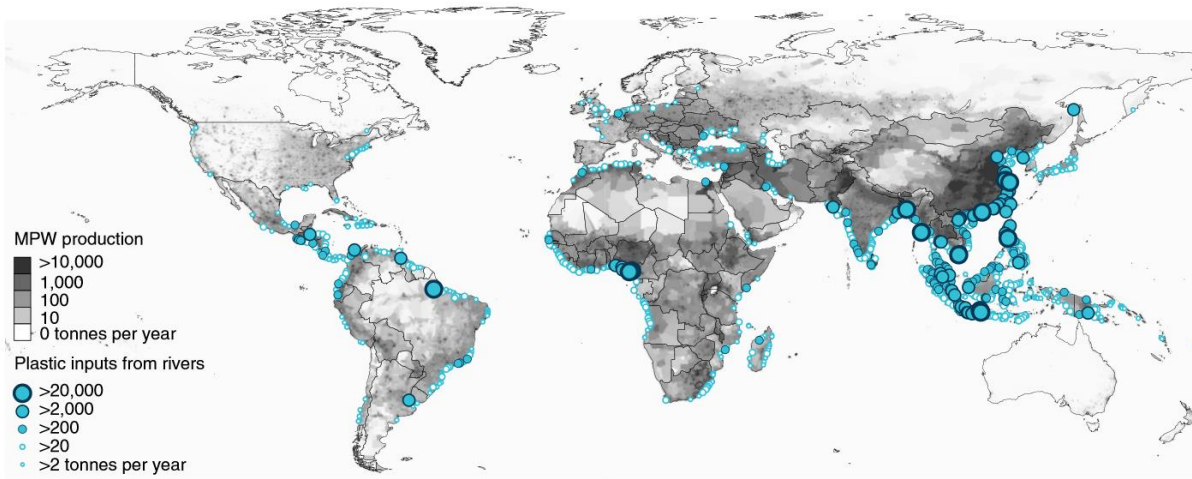 MPW production
>10,000
1,000
100
10
0 tonnes per year
Plastic inputs from rivers
>20,000
>2,000
>200
>20
>2 tonnes per year